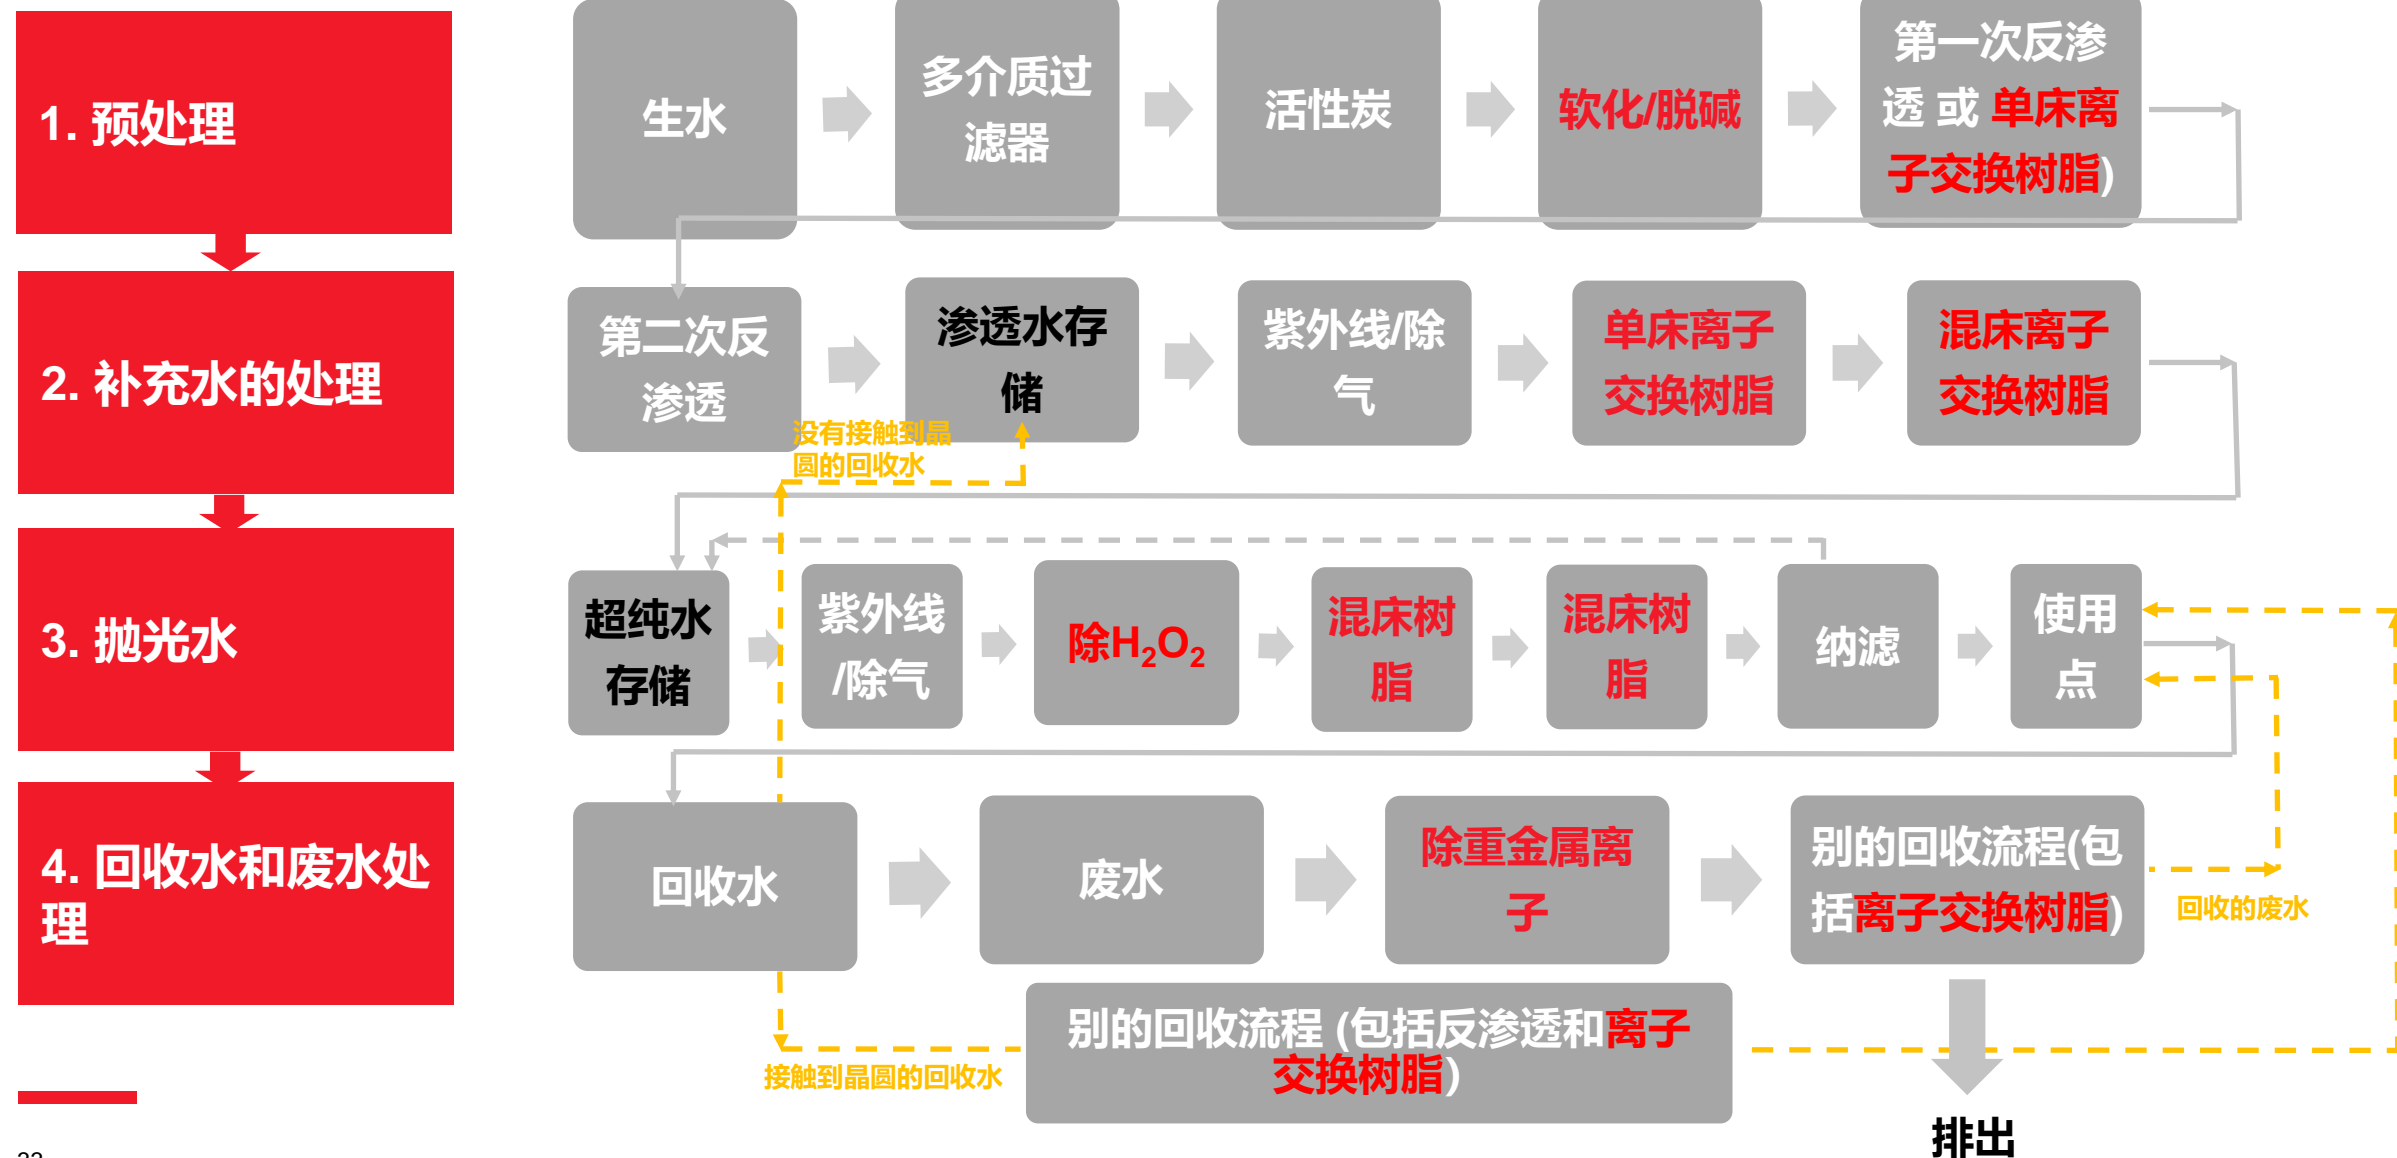 1. 预处理
生水
多介质过
滤器
活性炭
软化/脱碱
第一次反渗
透 或 单床离
子交换树脂)
2. 补充水的处理
第二次反
渗透
渗透水存
储
紫外线/除
气
单床离子
交换树脂
混床离子
交换树脂
没有接触到晶
圆的回收水
3. 抛光水
超纯水
存储
紫外线
/除气
除H₂O₂
混床树
脂
混床树
脂
纳滤
使用
点
4. 回收水和废水处
理
回收水
废水
除重金属离
子
别的回收流程(包
括离子交换树脂)
回收的废水
接触到晶圆的回收水
别的回收流程 (包括反渗透和离子
交换树脂)
排出